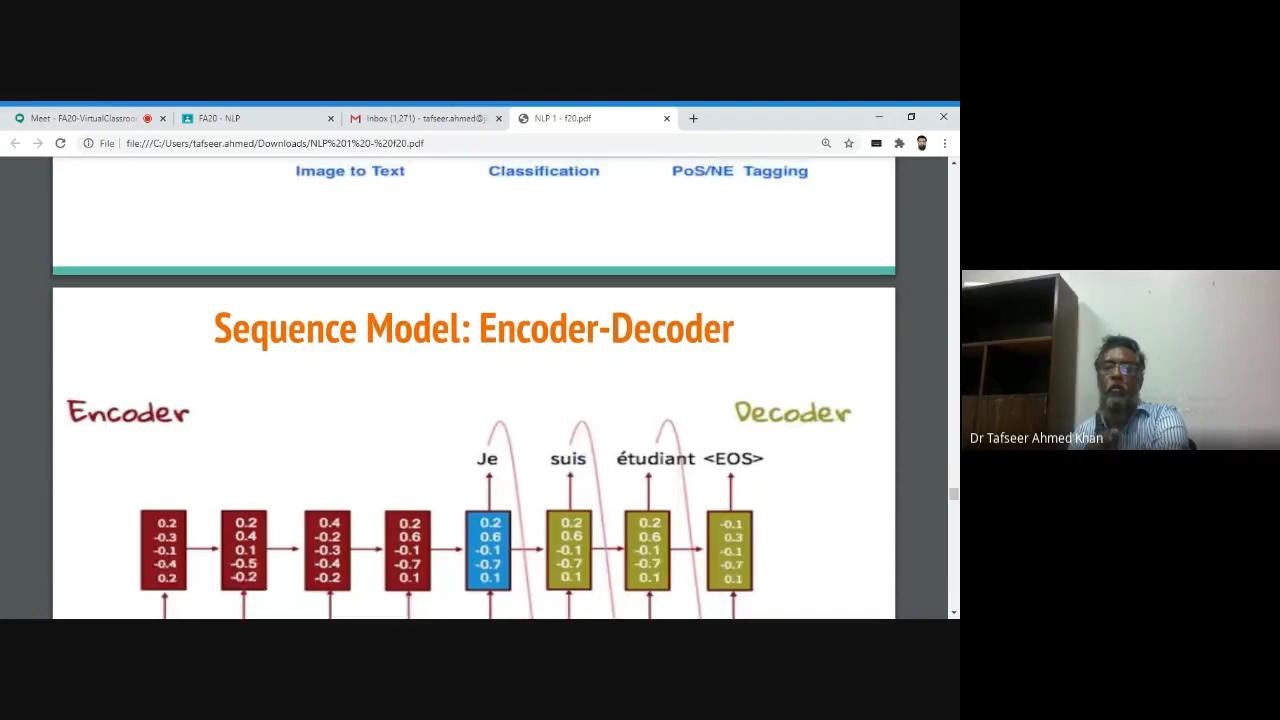 Meet - FA20-VirtualClassroo
FA20 - NLP
Inbox (1,271) - tafseer.ahmed@ji
NLP 1 - f20.pdf
File
file:///C:/Users/tafseer.ahmed/Downloads/NLP%201%20-%20f20.pdf
Image to Text
Classification
PoS/NE Tagging
Sequence Model: Encoder-Decoder
Encoder
Decoder
Je
suis
étudiant
<EOS>
0.2
-0.3
-0.1
-0.4
0.2
0.2
0.4
0.1
-0.5
-0.2
0.4
-0.2
-0.3
-0.4
-0.2
0.2
0.6
-0.1
-0.7
0.1
0.2
0.6
-0.1
-0.7
0.1
0.2
0.6
-0.1
-0.7
0.1
0.2
0.6
-0.1
-0.7
0.1
-0.1
0.3
-0.1
-0.7
0.1
Dr Tafseer Ahmed Khan